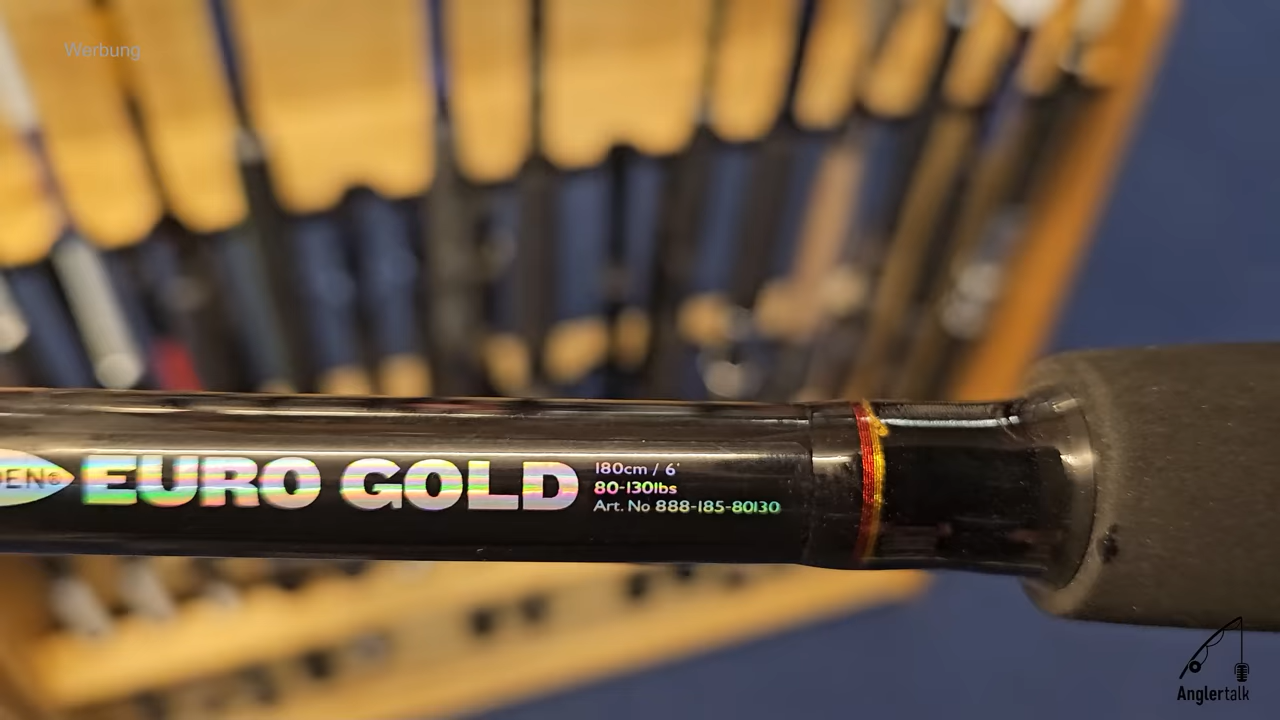 Werbung
EURO GOLD
180cm / 6'
80-130lbs
Art. No 888-185-80130
Anglertalk